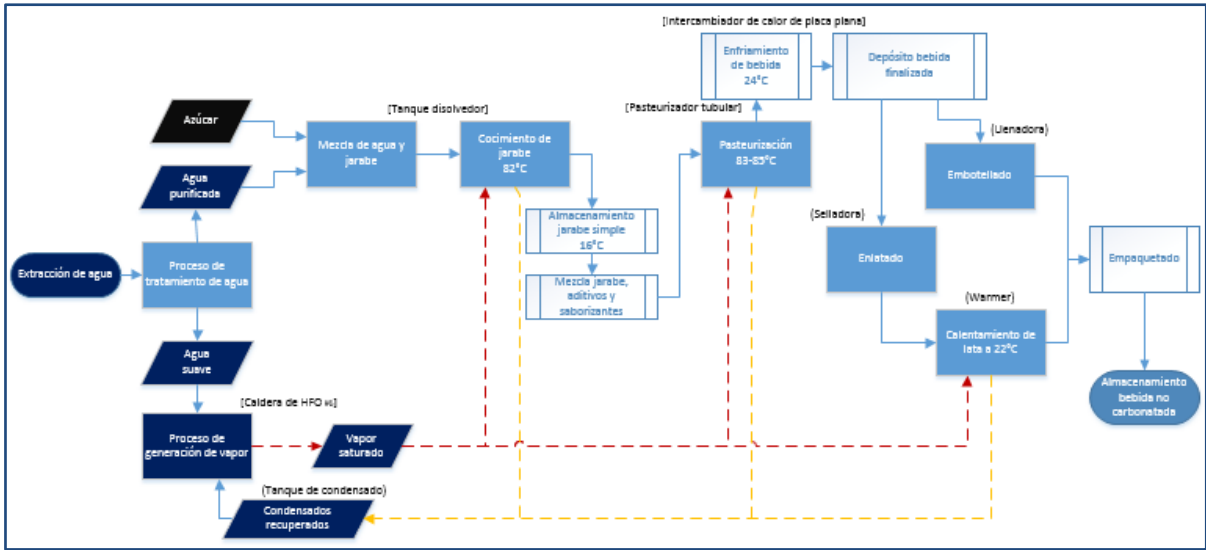 [Intercambiador de calor de placa plana]
Enfriamiento
de bebida
24°C
Depósito bebida
finalizada
Azúcar
[Tanque disolvedor]
[Pasteurizador tubular]
Mezcla de agua y
jarabe
Cocimiento de
jarabe
82°C
Pasteurización
83-85°C
(Llenadora)
Embotellado
Agua
purificada
Almacenamiento
jarabe simple
16°C
(Selladora)
Extracción de agua
Proceso de
tratamiento de agua
Enlatado
Empaquetado
Mezcla jarabe,
aditivos y
saborizantes
(Warmer)
Calentamiento de
lata a 22°C
Agua
suave
Almacenamiento
bebida no
carbonatada
[Caldera de HFO
Proceso de
generación de vapor
Vapor
saturado
(Tanque de condensado)
Condensados
recuperados